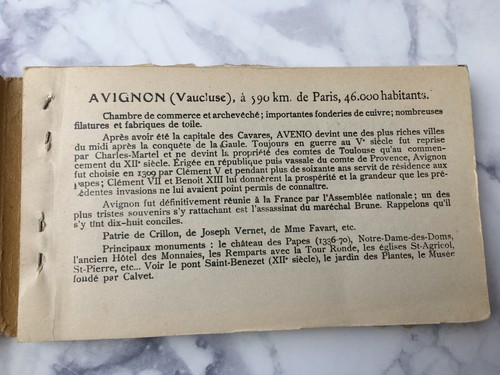 AVIGNON (Vaucluse), à 590 km. de Paris, 46.000 habitants.
Chambre de commerce et archevêché; importantes fonderies de cuivre; nombreuses
filatures et fabriques de toile.
Après avoir été la capitale des Cavares, AVENIO devint une des plus riches villes
du midi après la conquête de la Gaule. Toujours en guerre au Vᵉ siècle fut reprise
par Charles-Martel et ne devint la propriété des comtes de Toulouse qu'au commen-
cement du XIIᵉ siècle. Érigée en république puis vassale du comte de Provence, Avignon
fut choisie en 1309 par Clément V et pendant plus de soixante ans servit de résidence aux
papes; Clément VII et Benoit XIII lui donnèrent la prospérité et la grandeur que les pré-
cédentes invasions ne lui avaient point permis de connaître.
Avignon fut définitivement réunie à la France par l'Assemblée nationale; un des
plus tristes souvenirs s'y rattachant est l'assassinat du maréchal Brune. Rappelons qu'il
s'y tint dix-huit conciles.
Patrie de Crillon, de Joseph Vernet, de Mme Favart, etc.
Principaux monuments : le château des Papes (1336-70), Notre-Dame-des-Doms,
l'ancien Hôtel des Monnaies, les Remparts avec la Tour Ronde, les églises St-Agricol,
St-Pierre, etc... Voir le pont Saint-Benezet (XIIᵉ siècle), le jardin des Plantes, le Musée
fondé par Calvet.